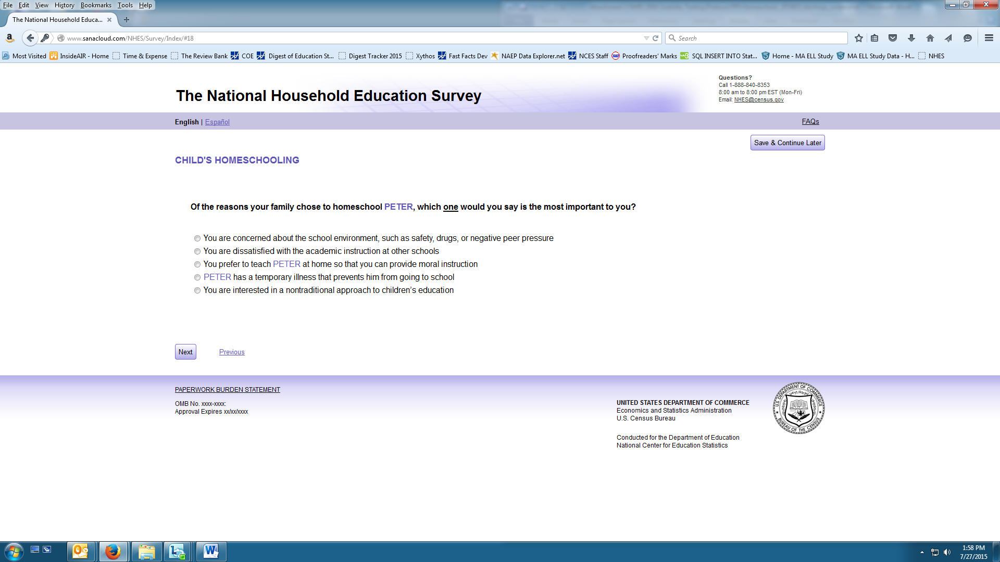 File Edit View History Bookmarks Tools Help
The National Household Educa...
www.sanacloud.com/NHES/Survey/Index/#18
Search
Most Visited InsideAIR - Home Time & Expense The Review Bank COE Digest of Education St... Digest Tracker 2015 Xythos Fast Facts Dev NAEP Data Explorer.net NCES Staff Proofreaders' Marks SQL INSERT INTO Stat... Home - MA ELL Study MA ELL Study Data - H... NHES
Questions?
Call 1-888-840-8353
8:00 am to 8:00 pm EST (Mon-Fri)
Email: NHES@census.gov
The National Household Education Survey
English | Español
FAQs
Save & Continue Later
CHILD'S HOMESCHOOLING
Of the reasons your family chose to homeschool PETER, which one would you say is the most important to you?
You are concerned about the school environment, such as safety, drugs, or negative peer pressure
You are dissatisfied with the academic instruction at other schools
You prefer to teach PETER at home so that you can provide moral instruction
PETER has a temporary illness that prevents him from going to school
You are interested in a nontraditional approach to children’s education
Next Previous
PAPERWORK BURDEN STATEMENT
OMB No. xxxx-xxxx:
Approval Expires xx/xx/xxxx
UNITED STATES DEPARTMENT OF COMMERCE
Economics and Statistics Administration
U.S. Census Bureau
Conducted for the Department of Education
National Center for Education Statistics
U.S. DEPARTMENT OF COMMERCE
BUREAU OF THE CENSUS
1:58 PM
7/27/2015